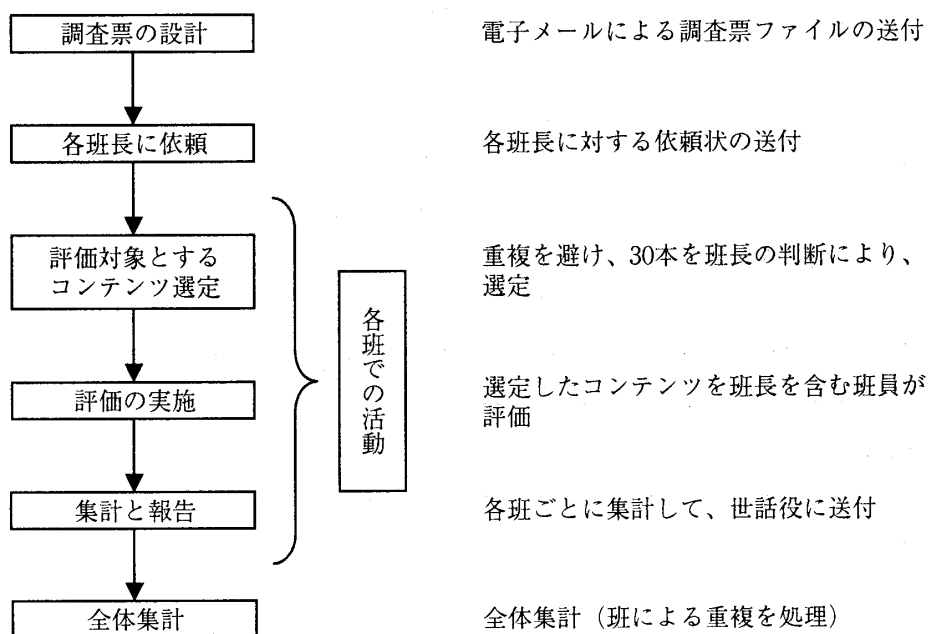 調査票の設計
電子メールによる調査票ファイルの送付
各班長に依頼
各班長に対する依頼状の送付
評価対象とする
コンテンツ選定
重複を避け、30本を班長の判断により、
選定
各班での活動
評価の実施
選定したコンテンツを班長を含む班員が
評価
集計と報告
各班ごとに集計して、世話役に送付
全体集計
全体集計（班による重複を処理）